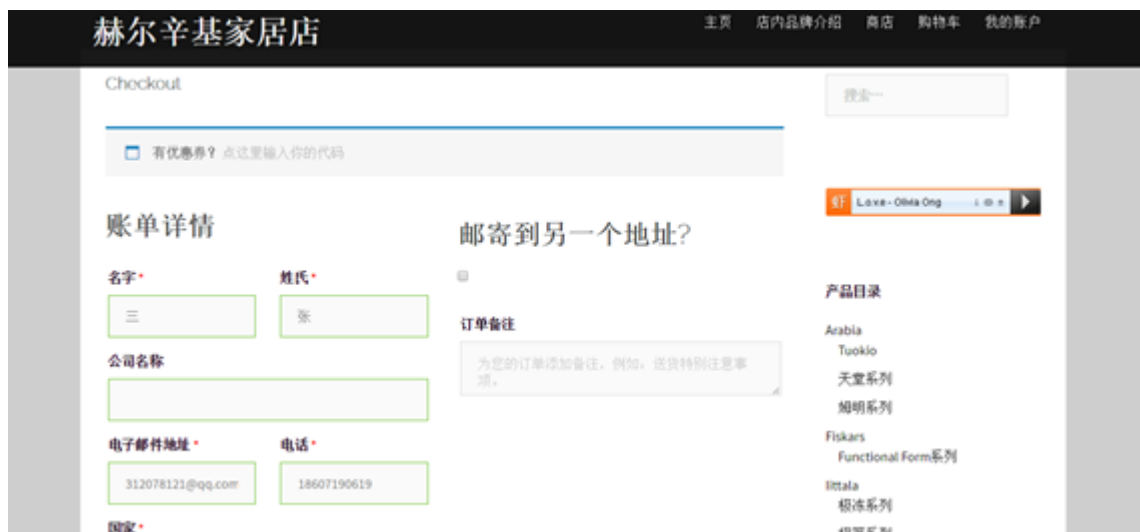 赫尔辛基家居店
主页 店内品牌介绍 商店 购物车 我的账户
Checkout
有优惠券? 点这里输入你的代码
账单详情
名字*
姓氏*
三
张
公司名称
电子邮件地址*
电话*
312078121@qq.com
18607190619
国家*
邮寄到另一个地址?
订单备注
为您的订单添加备注，例如，送货特别注意事
项。
搜索…
虾 Love - Olivia Ong
产品目录
Arabia
Tuokio
天堂系列
姆明系列
Fiskars
Functional Form系列
Iittala
极冻系列